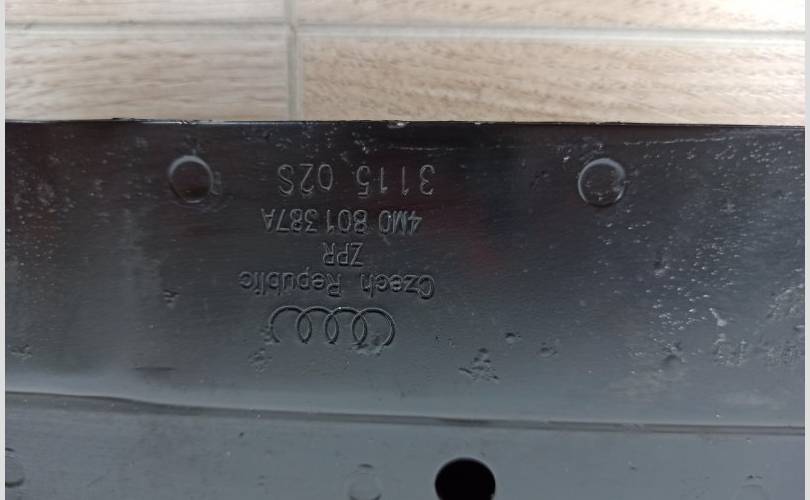 Czech Republic
ZPR
4M0 801 387A
3115 02S